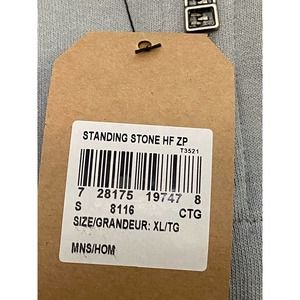 STANDING STONE HF ZP
T3521
7 28175 19747 8
S 8116 CTG
SIZE/GRANDEUR: XL/TG
MNS/HOM